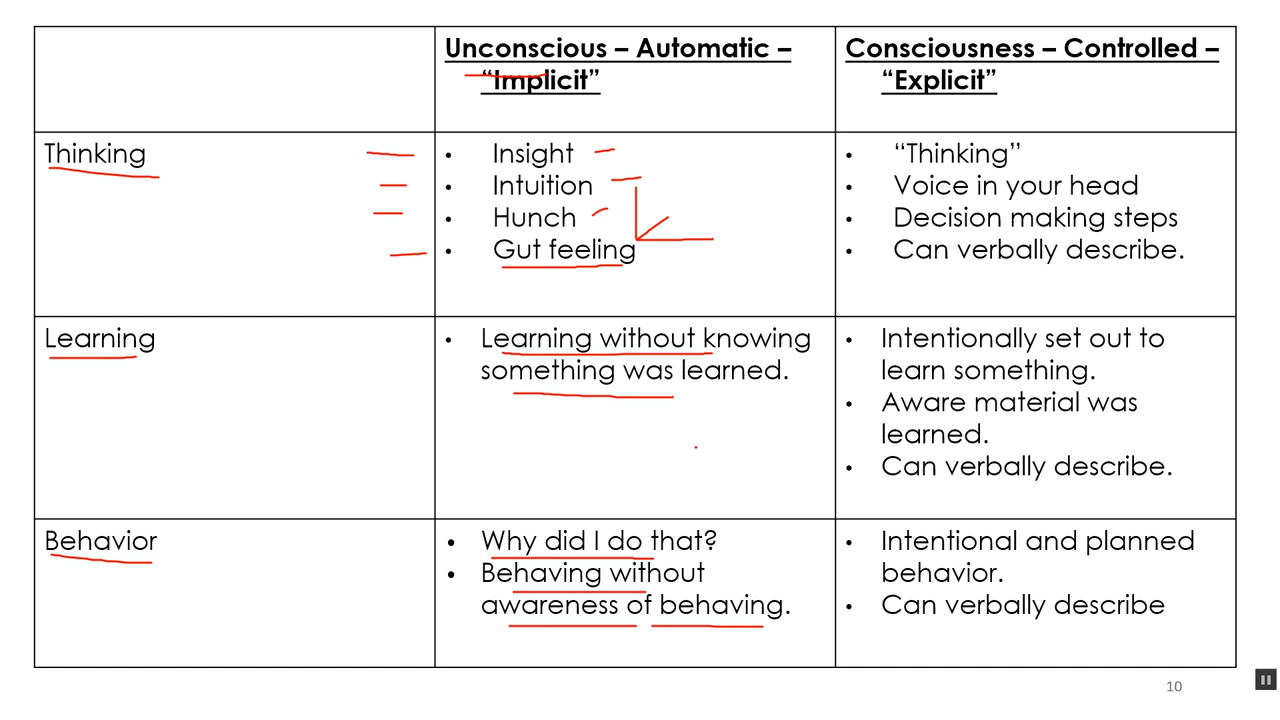 Unconscious – Automatic –
“Implicit”
Consciousness – Controlled –
“Explicit”
Thinking
• Insight
• Intuition
• Hunch
• Gut feeling
• “Thinking”
• Voice in your head
• Decision making steps
• Can verbally describe.
Learning
• Learning without knowing
something was learned.
• Intentionally set out to
learn something.
• Aware material was
learned.
• Can verbally describe.
Behavior
• Why did I do that?
• Behaving without
awareness of behaving.
• Intentional and planned
behavior.
• Can verbally describe
10